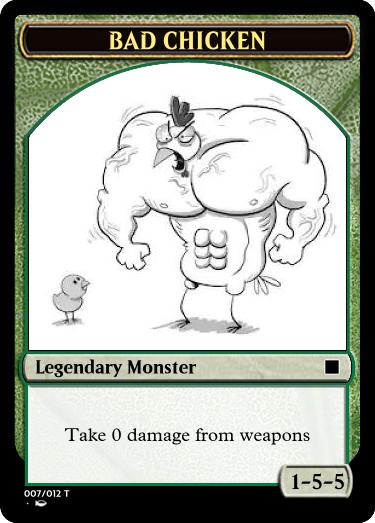 BAD CHICKEN
Legendary Monster
Take 0 damage from weapons
1-5-5
007/012 T